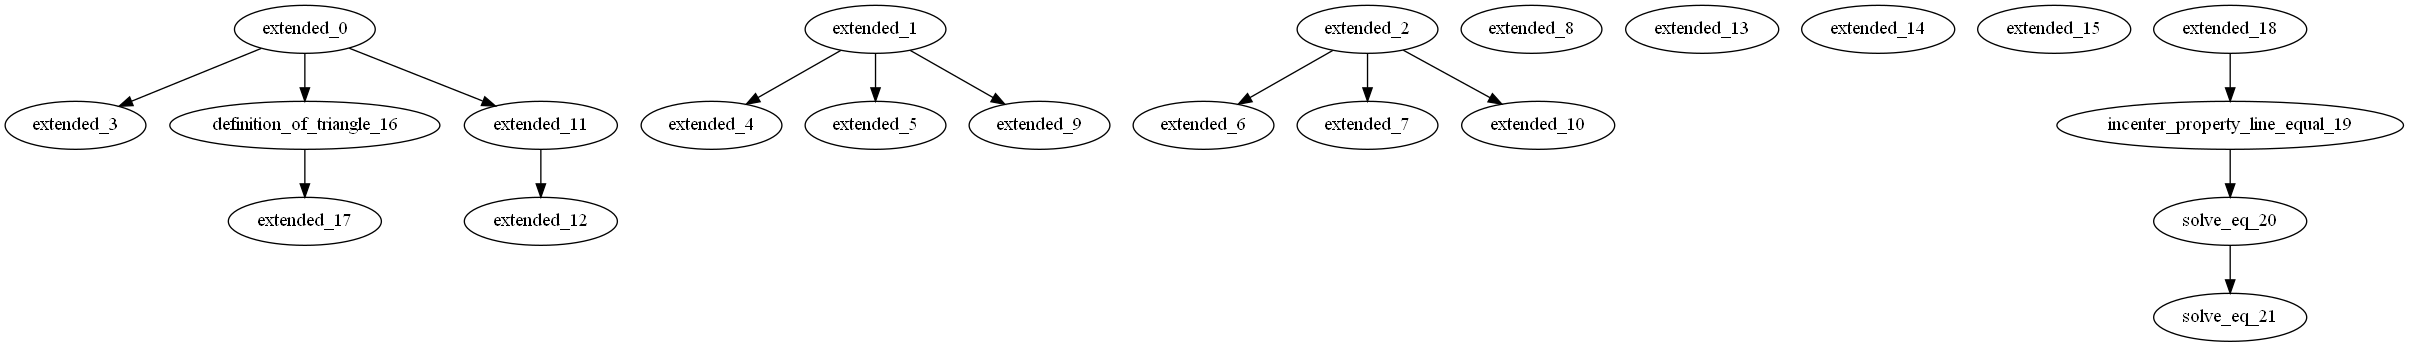 extended_0
extended_1
extended_2
extended_8
extended_13
extended_14
extended_15
extended_18
extended_3
definition_of_triangle_16
extended_11
extended_4
extended_5
extended_9
extended_6
extended_7
extended_10
incenter_property_line_equal_19
extended_17
extended_12
solve_eq_20
solve_eq_21